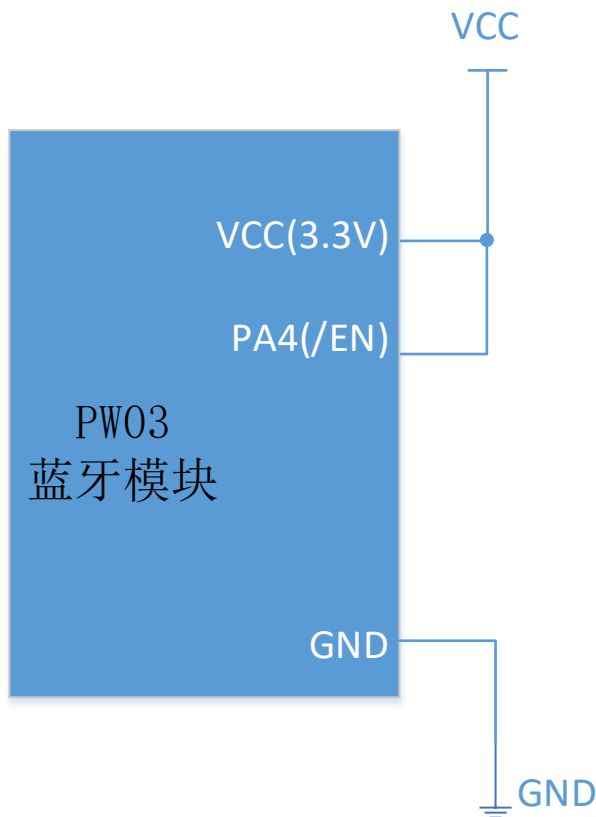 VCC
VCC(3.3V)
PA4(/EN)
PW03
蓝牙模块
GND
GND